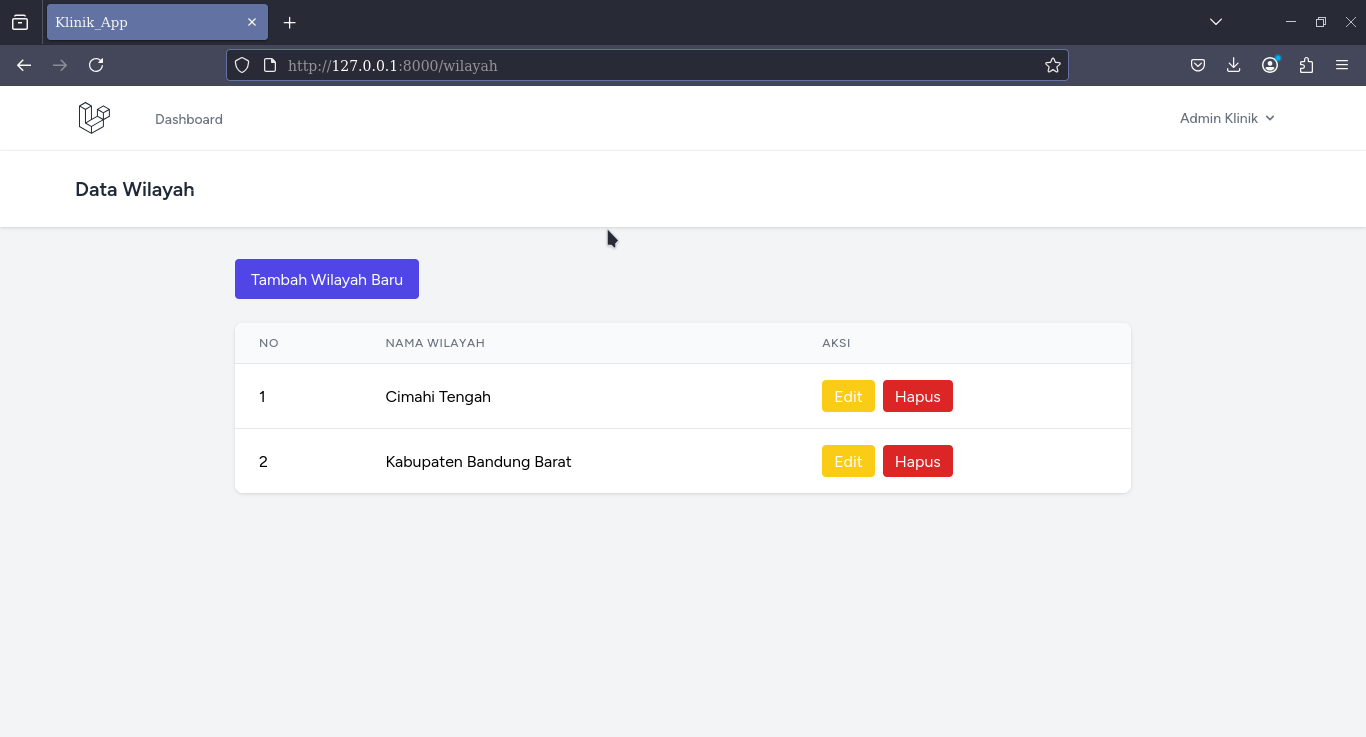 Klinik_App
http://127.0.0.1:8000/wilayah
Dashboard
Admin Klinik
Data Wilayah
Tambah Wilayah Baru
NO NAMA WILAYAH AKSI
1 Cimahi Tengah Edit Hapus
2 Kabupaten Bandung Barat Edit Hapus